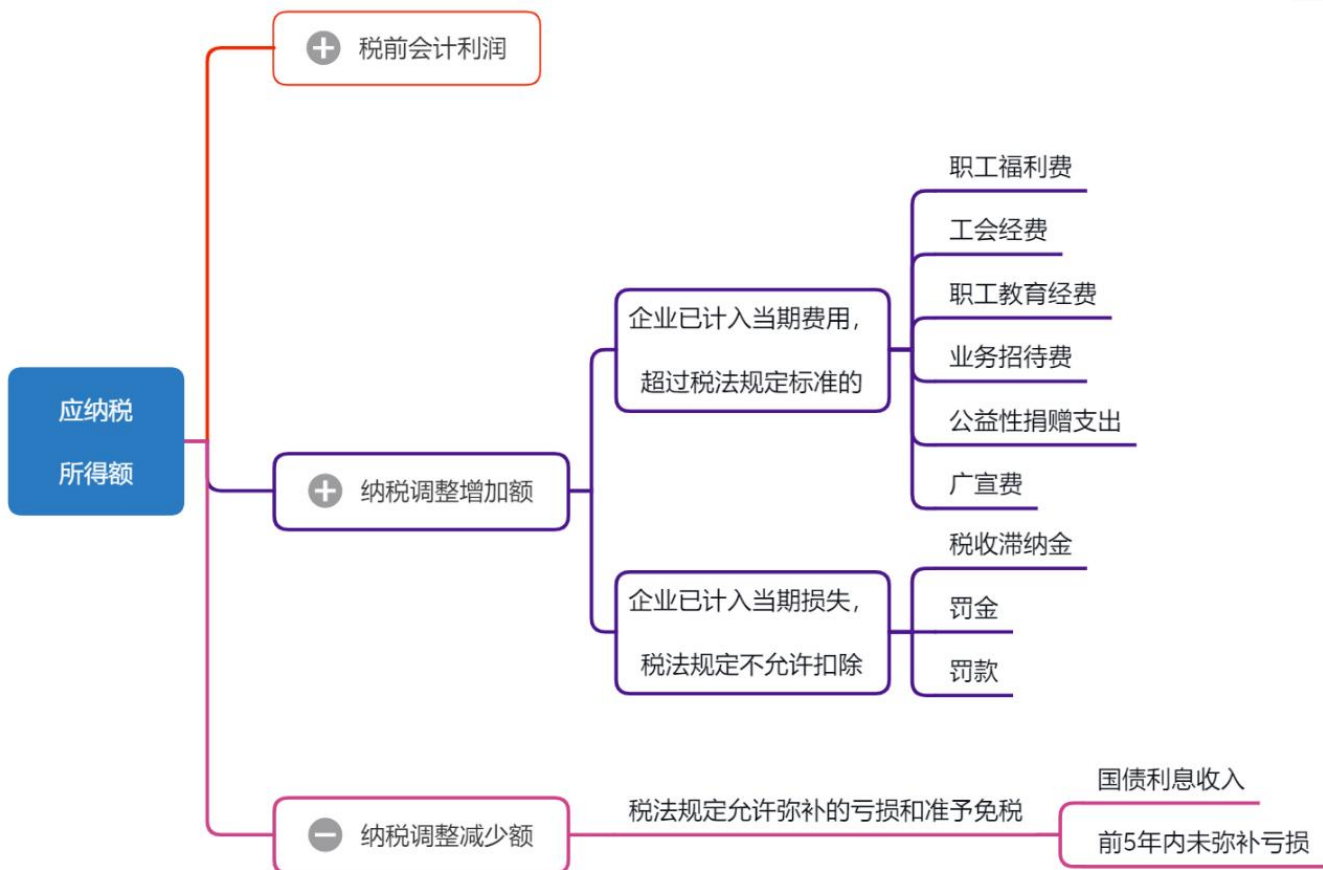 应纳税
所得额
税前会计利润
纳税调整增加额
企业已计入当期费用，
超过税法规定标准的
职工福利费
工会经费
职工教育经费
业务招待费
公益性捐赠支出
广宣费
企业已计入当期损失，
税法规定不允许扣除
税收滞纳金
罚金
罚款
纳税调整减少额
税法规定允许弥补的亏损和准予免税
国债利息收入
前5年内未弥补亏损